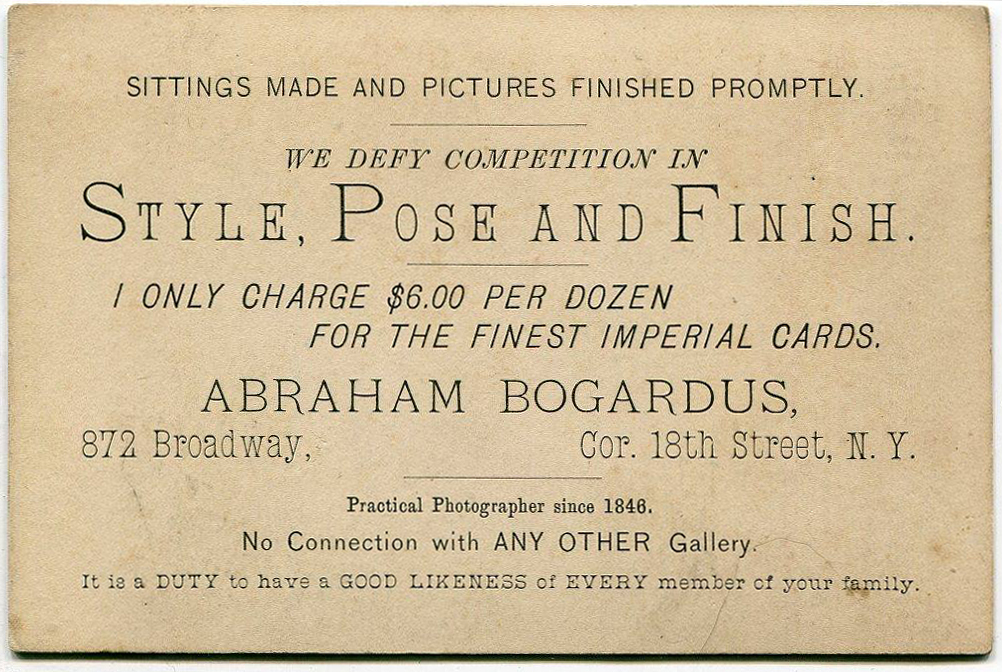 SITTINGS MADE AND PICTURES FINISHED PROMPTLY.
WE DEFY COMPETITION IN
STYLE, POSE AND FINISH.
I ONLY CHARGE $6.00 PER DOZEN
FOR THE FINEST IMPERIAL CARDS.
ABRAHAM BOGARDUS,
872 Broadway, Cor. 18th Street, N. Y.
Practical Photographer since 1846.
No Connection with ANY OTHER Gallery.
It is a DUTY to have a GOOD LIKENESS of EVERY member of your family.